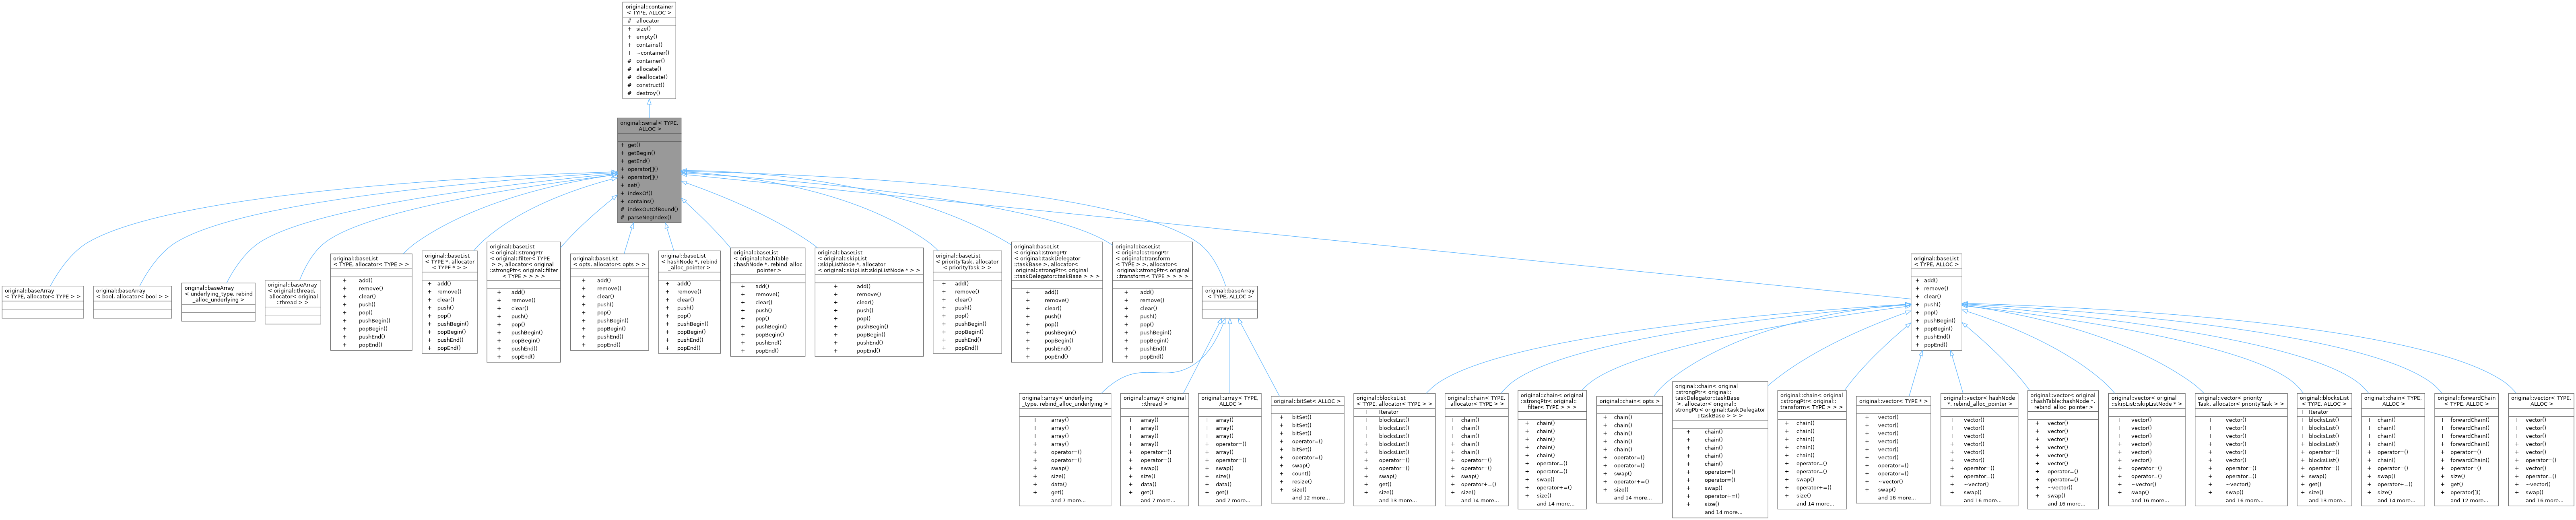 original::container
< TYPE, ALLOC >
# allocator
+ size()
+ empty()
+ contains()
+ ~container()
# container()
# allocate()
# deallocate()
# construct()
# destroy()
original::serial< TYPE,
ALLOC >
+ get()
+ getBegin()
+ getEnd()
+ operator[]()
+ operator[]()
+ set()
+ indexOf()
+ contains()
# indexOutOfBound()
# parseNegIndex()
original::baseArray
< TYPE, allocator< TYPE > >
original::baseArray
< bool, allocator< bool > >
original::baseArray
< underlying_type, rebind
_alloc_underlying >
original::baseArray
< original::thread,
allocator< original
::thread > >
original::baseList
< TYPE, allocator< TYPE > >
+ add()
+ remove()
+ clear()
+ push()
+ pop()
+ pushBegin()
+ popBegin()
+ pushEnd()
+ popEnd()
original::baseList
< TYPE *, allocator
< TYPE * > >
+ add()
+ remove()
+ clear()
+ push()
+ pop()
+ pushBegin()
+ popBegin()
+ pushEnd()
+ popEnd()
original::baseList
< original::strongPtr
< original::filter< TYPE
> >, allocator< original
::strongPtr< original::filter
< TYPE > > > >
+ add()
+ remove()
+ clear()
+ push()
+ pop()
+ pushBegin()
+ popBegin()
+ pushEnd()
+ popEnd()
original::baseList
< opts, allocator< opts > >
+ add()
+ remove()
+ clear()
+ push()
+ pop()
+ pushBegin()
+ popBegin()
+ pushEnd()
+ popEnd()
original::baseList
< hashNode *, rebind
_alloc_pointer >
+ add()
+ remove()
+ clear()
+ push()
+ pop()
+ pushBegin()
+ popBegin()
+ pushEnd()
+ popEnd()
original::baseList
< original::hashTable
::hashNode *, rebind_alloc
_pointer >
+ add()
+ remove()
+ clear()
+ push()
+ pop()
+ pushBegin()
+ popBegin()
+ pushEnd()
+ popEnd()
original::baseList
< original::skipList
::skipListNode *, allocator
< original::skipList::skipListNode * > >
+ add()
+ remove()
+ clear()
+ push()
+ pop()
+ pushBegin()
+ popBegin()
+ pushEnd()
+ popEnd()
original::baseList
< priorityTask, allocator
< priorityTask > >
+ add()
+ remove()
+ clear()
+ push()
+ pop()
+ pushBegin()
+ popBegin()
+ pushEnd()
+ popEnd()
original::baseList
< original::strongPtr
< original::taskDelegator
::taskBase >, allocator<
original::strongPtr< original
::taskDelegator::taskBase > > >
+ add()
+ remove()
+ clear()
+ push()
+ pop()
+ pushBegin()
+ popBegin()
+ pushEnd()
+ popEnd()
original::baseList
< original::strongPtr
< original::transform
< TYPE > >, allocator<
original::strongPtr< original
::transform< TYPE > > > >
+ add()
+ remove()
+ clear()
+ push()
+ pop()
+ pushBegin()
+ popBegin()
+ pushEnd()
+ popEnd()
original::baseArray
< TYPE, ALLOC >
original::baseList
< TYPE, ALLOC >
+ add()
+ remove()
+ clear()
+ push()
+ pop()
+ pushBegin()
+ popBegin()
+ pushEnd()
+ popEnd()
original::array< underlying
_type, rebind_alloc_underlying >
+ array()
+ array()
+ array()
+ array()
+ operator=()
+ operator=()
+ swap()
+ size()
+ data()
+ get()
and 7 more...
original::array< original
::thread >
+ array()
+ array()
+ array()
+ array()
+ operator=()
+ operator=()
+ swap()
+ size()
+ data()
+ get()
and 7 more...
original::array< TYPE,
ALLOC >
+ array()
+ array()
+ array()
+ operator=()
+ array()
+ operator=()
+ swap()
+ size()
+ data()
+ get()
and 7 more...
original::bitSet< ALLOC >
+ bitSet()
+ bitSet()
+ bitSet()
+ operator=()
+ bitSet()
+ operator=()
+ swap()
+ count()
+ resize()
+ size()
and 12 more...
original::blocksList
< TYPE, allocator< TYPE > >
+ Iterator
+ blocksList()
+ blocksList()
+ blocksList()
+ blocksList()
+ blocksList()
+ operator=()
+ operator=()
+ swap()
+ get()
+ size()
and 13 more...
original::chain< TYPE,
allocator< TYPE > >
+ chain()
+ chain()
+ chain()
+ chain()
+ chain()
+ operator=()
+ operator=()
+ swap()
+ operator+=()
+ size()
and 14 more...
original::chain< original
::strongPtr< original::
filter< TYPE > > >
+ chain()
+ chain()
+ chain()
+ chain()
+ chain()
+ operator=()
+ operator=()
+ swap()
+ operator+=()
+ size()
and 14 more...
original::chain< opts >
+ chain()
+ chain()
+ chain()
+ chain()
+ chain()
+ operator=()
+ operator=()
+ swap()
+ operator+=()
+ size()
and 14 more...
original::chain< original
::strongPtr< original::
taskDelegator::taskBase
>, allocator< original::
strongPtr< original::taskDelegator
::taskBase > > >
+ chain()
+ chain()
+ chain()
+ chain()
+ chain()
+ operator=()
+ operator=()
+ swap()
+ operator+=()
+ size()
and 14 more...
original::chain< original
::strongPtr< original::
transform< TYPE > > >
+ chain()
+ chain()
+ chain()
+ chain()
+ chain()
+ operator=()
+ operator=()
+ swap()
+ operator+=()
+ size()
and 14 more...
original::vector< TYPE * >
+ vector()
+ vector()
+ vector()
+ vector()
+ vector()
+ vector()
+ operator=()
+ operator=()
+ ~vector()
+ swap()
and 16 more...
original::vector< hashNode
*, rebind_alloc_pointer >
+ vector()
+ vector()
+ vector()
+ vector()
+ vector()
+ vector()
+ operator=()
+ operator=()
+ ~vector()
+ swap()
and 16 more...
original::vector< original
::hashTable::hashNode *,
rebind_alloc_pointer >
+ vector()
+ vector()
+ vector()
+ vector()
+ vector()
+ vector()
+ operator=()
+ operator=()
+ ~vector()
+ swap()
and 16 more...
original::vector< original
::skipList::skipListNode * >
+ vector()
+ vector()
+ vector()
+ vector()
+ vector()
+ vector()
+ operator=()
+ operator=()
+ ~vector()
+ swap()
and 16 more...
original::vector< priority
Task, allocator< priorityTask > >
+ vector()
+ vector()
+ vector()
+ vector()
+ vector()
+ vector()
+ operator=()
+ operator=()
+ ~vector()
+ swap()
and 16 more...
original::blocksList
< TYPE, ALLOC >
+ Iterator
+ blocksList()
+ blocksList()
+ blocksList()
+ blocksList()
+ operator=()
+ blocksList()
+ operator=()
+ swap()
+ get()
+ size()
and 13 more...
original::chain< TYPE,
ALLOC >
+ chain()
+ chain()
+ chain()
+ chain()
+ operator=()
+ chain()
+ operator=()
+ swap()
+ operator+=()
+ size()
and 14 more...
original::forwardChain
< TYPE, ALLOC >
+ forwardChain()
+ forwardChain()
+ forwardChain()
+ forwardChain()
+ operator=()
+ forwardChain()
+ operator=()
+ size()
+ get()
+ operator[]()
and 12 more...
original::vector< TYPE,
ALLOC >
+ vector()
+ vector()
+ vector()
+ vector()
+ vector()
+ operator=()
+ vector()
+ operator=()
+ ~vector()
+ swap()
and 16 more...